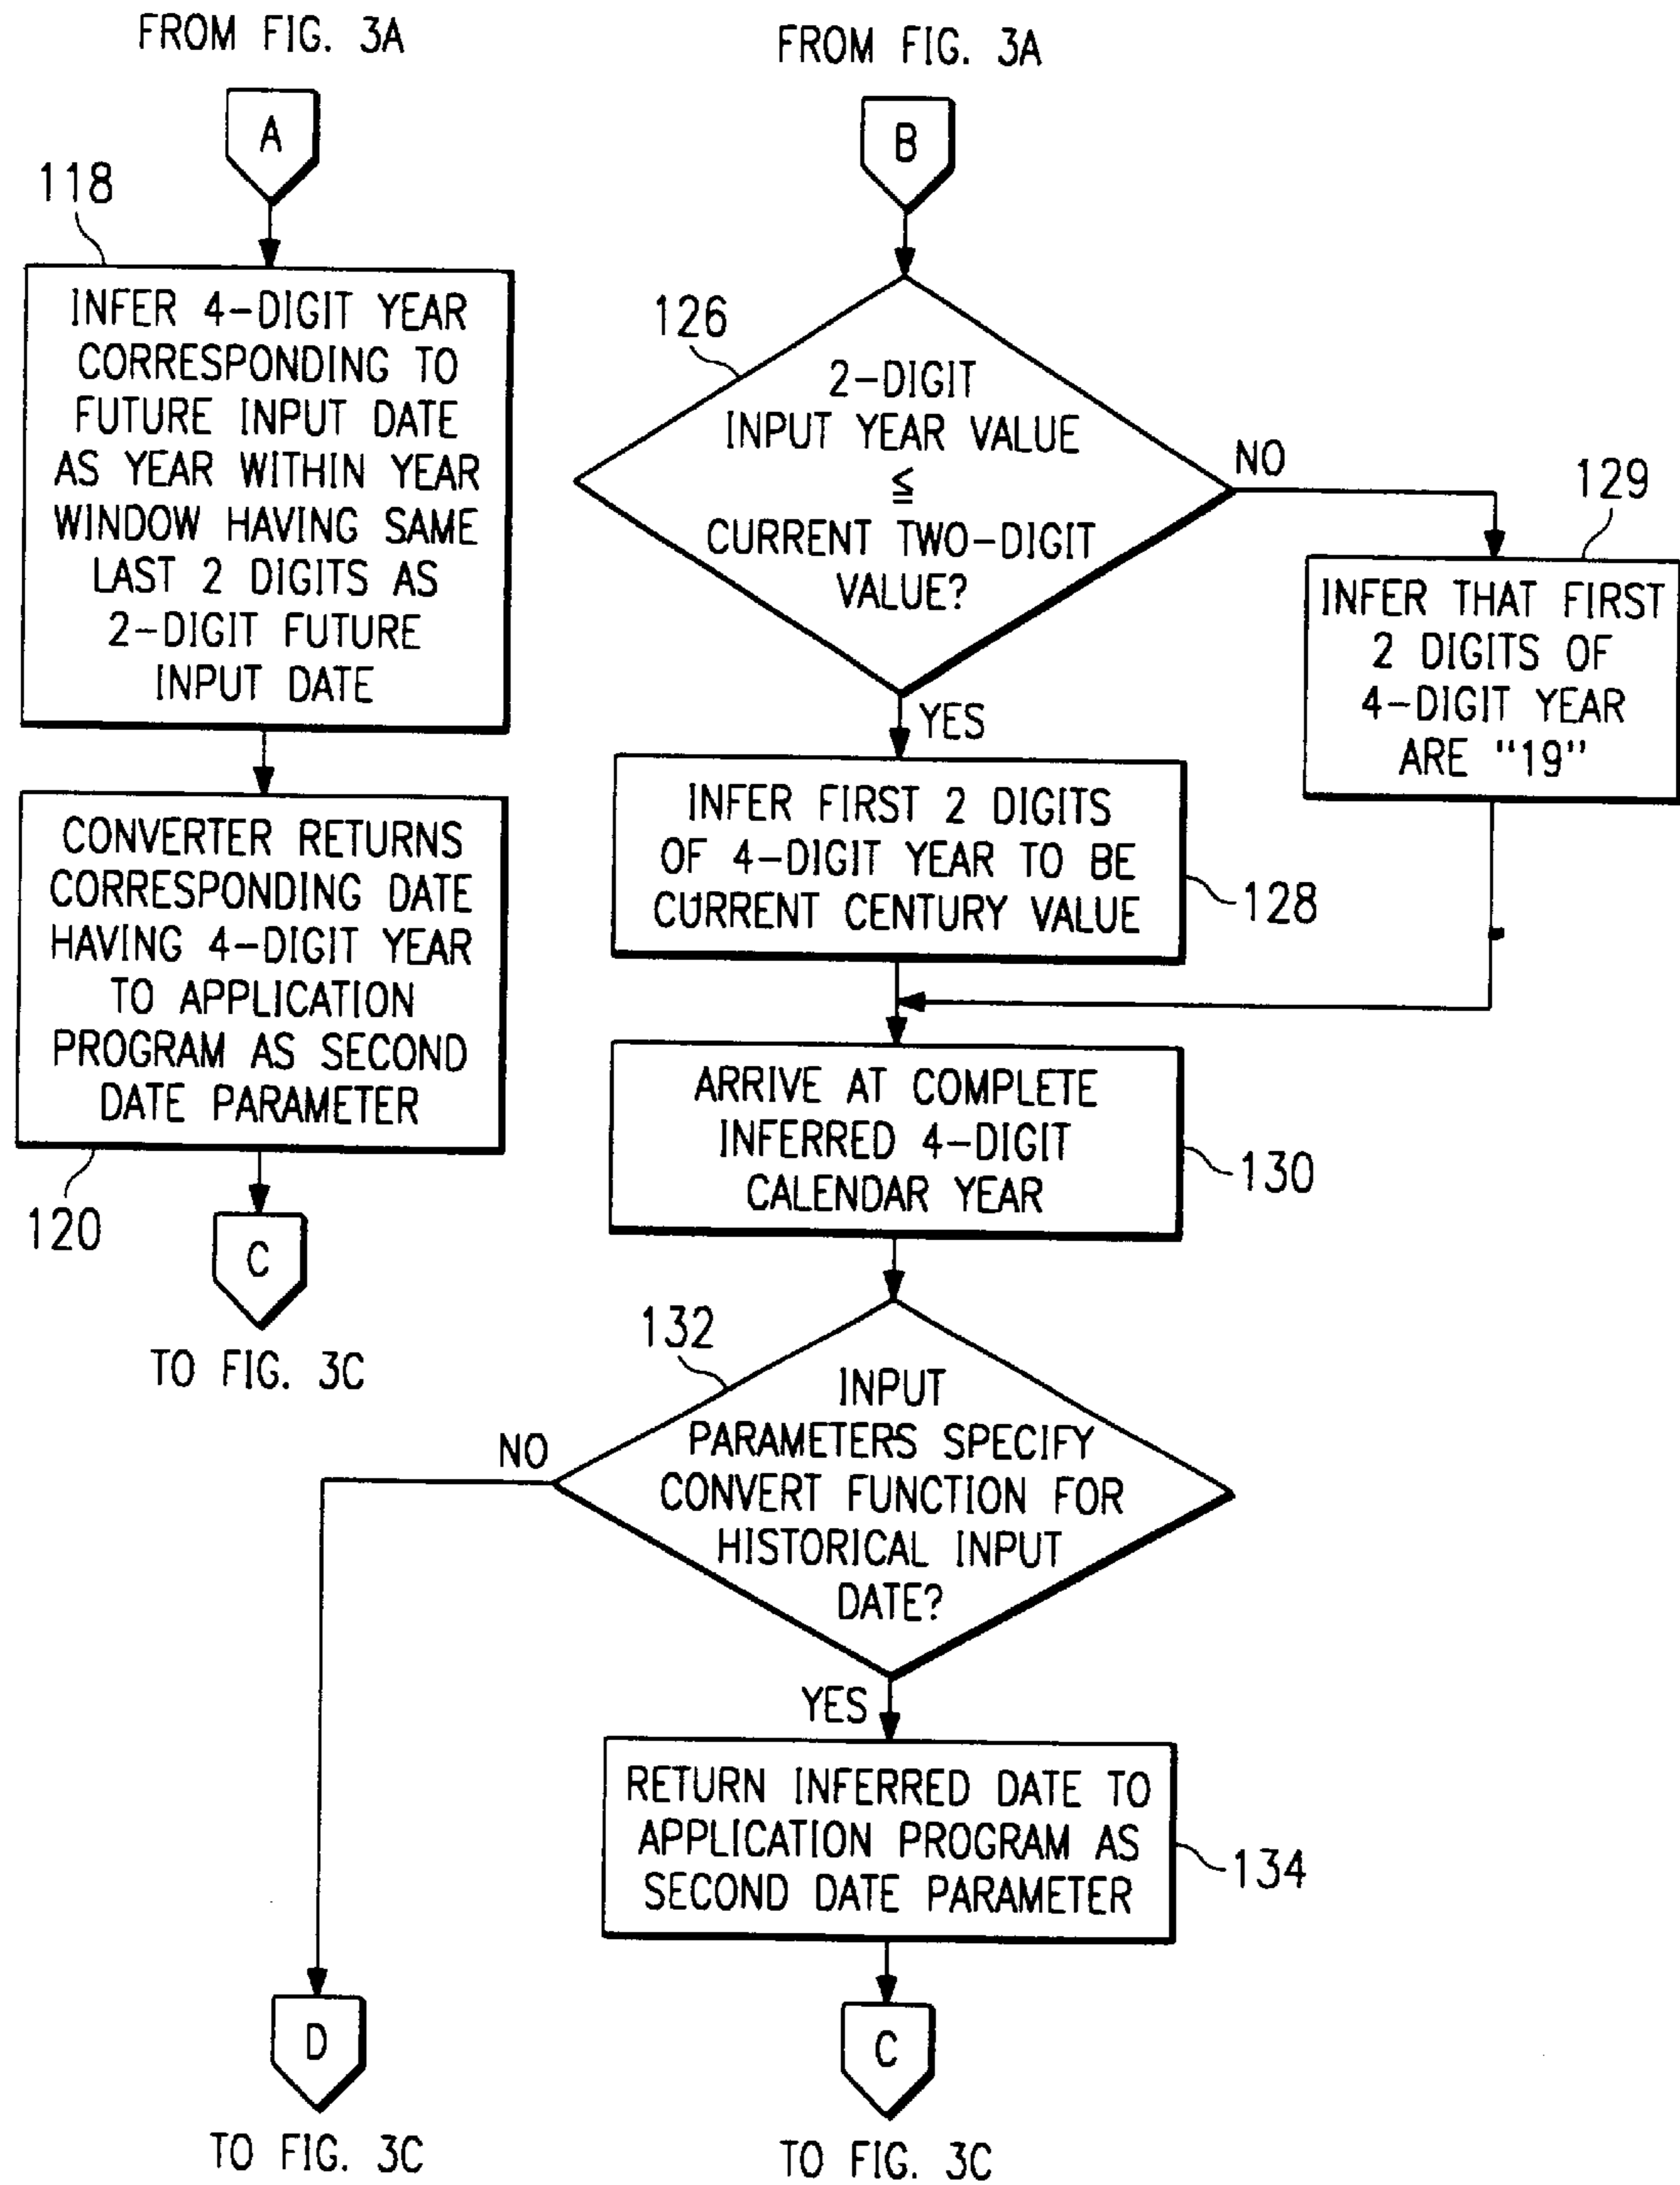 FROM FIG. 3A
A
118
INFER 4-DIGIT YEAR
CORRESPONDING TO
FUTURE INPUT DATE
AS YEAR WITHIN YEAR
WINDOW HAVING SAME
LAST 2 DIGITS AS
2-DIGIT FUTURE
INPUT DATE
CONVERTER RETURNS
CORRESPONDING DATE
HAVING 4-DIGIT YEAR
TO APPLICATION
PROGRAM AS SECOND
DATE PARAMETER
120
C
TO FIG. 3C
FROM FIG. 3A
B
126
2-DIGIT
INPUT YEAR VALUE
≦
CURRENT TWO-DIGIT
VALUE?
NO
129
INFER THAT FIRST
2 DIGITS OF
4-DIGIT YEAR
ARE "19"
YES
INFER FIRST 2 DIGITS
OF 4-DIGIT YEAR TO BE
CURRENT CENTURY VALUE
128
ARRIVE AT COMPLETE
INFERRED 4-DIGIT
CALENDAR YEAR
130
132
INPUT
PARAMETERS SPECIFY
CONVERT FUNCTION FOR
HISTORICAL INPUT
DATE?
NO
YES
RETURN INFERRED DATE TO
APPLICATION PROGRAM AS
SECOND DATE PARAMETER
134
D
TO FIG. 3C
C
TO FIG. 3C